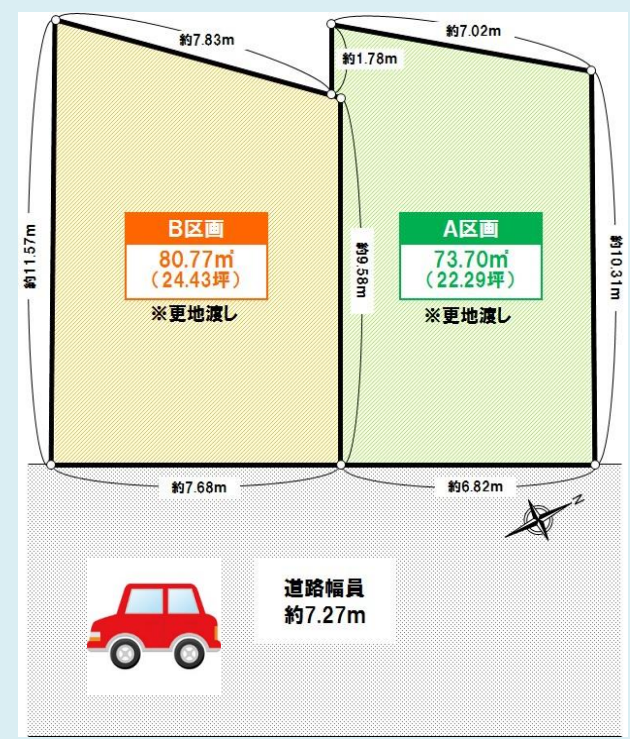 約7.83m
約7.02m
約1.78m
約11.57m
B区画
80.77㎡
（24.43坪）
※更地渡し
約9.58m
A区画
73.70㎡
（22.29坪）
※更地渡し
約10.31m
約7.68m
約6.82m
N
道路幅員
約7.27m